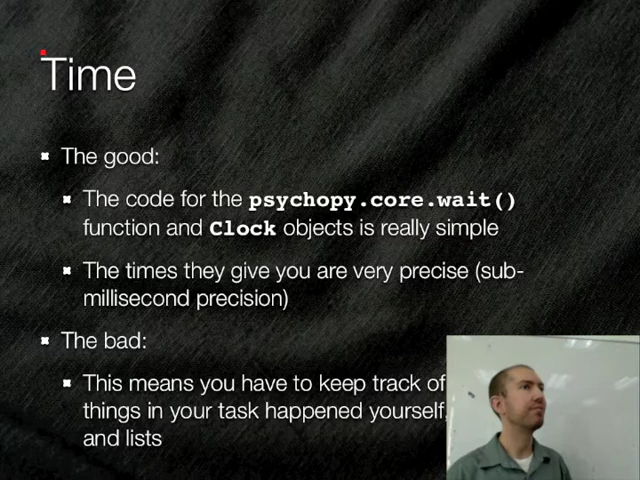 Time
The good:
The code for the psychopy.core.wait()
function and Clock objects is really simple
The times they give you are very precise (sub-
millisecond precision)
The bad:
This means you have to keep track of
things in your task happened yourself,
and lists